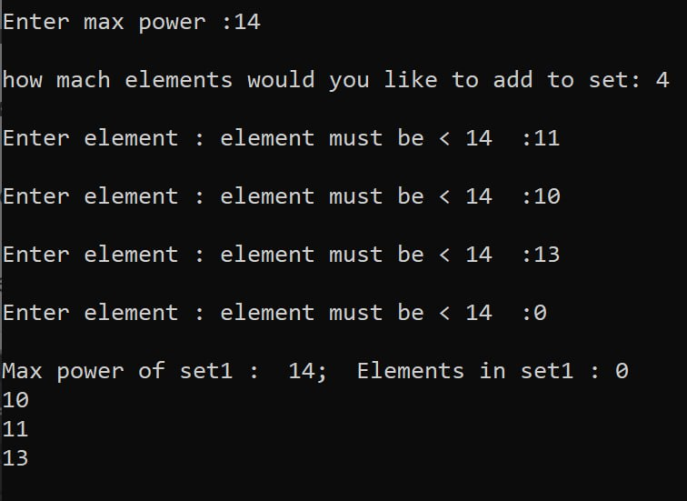 Enter max power :14
how mach elements would you like to add to set: 4
Enter element : element must be < 14  :11
Enter element : element must be < 14  :10
Enter element : element must be < 14  :13
Enter element : element must be < 14  :0
Max power of set1 :  14;  Elements in set1 : 0
10
11
13